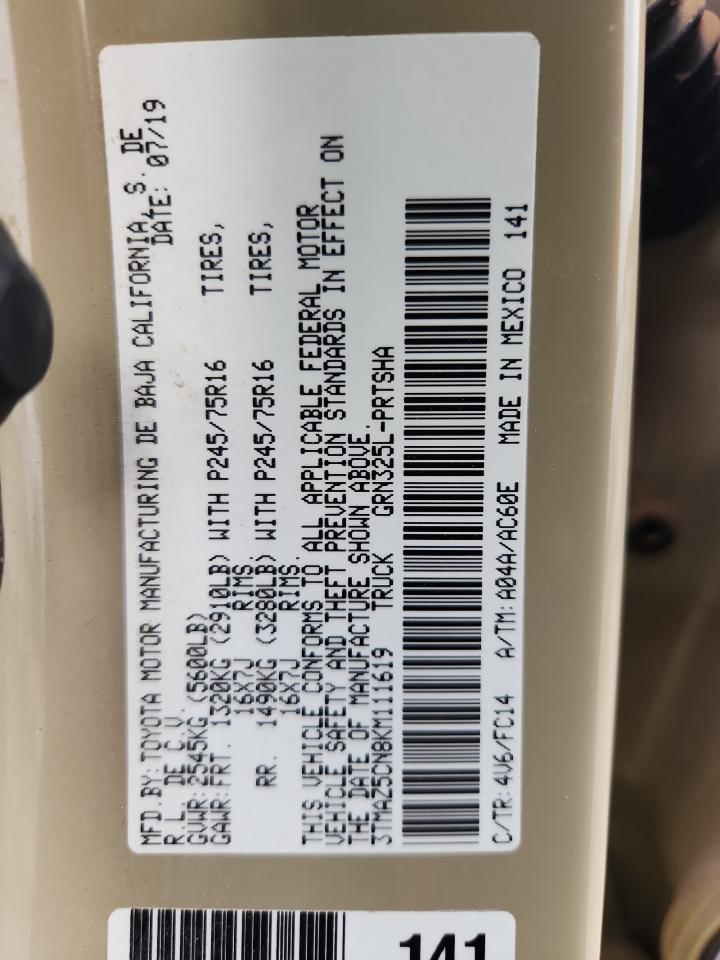 MFD.BY: TOYOTA MOTOR MANUFACTURING DE BAJA CALIFORNIA, S. DE
R.L. DE C.V. DATE: 07/19
GVWR: 2545KG (5600LB)
GAWR: FRT. 1320KG (2910LB) WITH P245/75R16 TIRES,
16X7J RIMS.
RR. 1490KG (3280LB) WITH P245/75R16 TIRES,
16X7J RIMS.
THIS VEHICLE CONFORMS TO ALL APPLICABLE FEDERAL MOTOR
VEHICLE SAFETY AND THEFT PREVENTION STANDARDS IN EFFECT ON
THE DATE OF MANUFACTURE SHOWN ABOVE.
3TMAZ5CN8KM111619 TRUCK GRN325L-PRTSHA
C/TR: 4V6/FC14 A/TM: A04A/AC60E MADE IN MEXICO 141
141